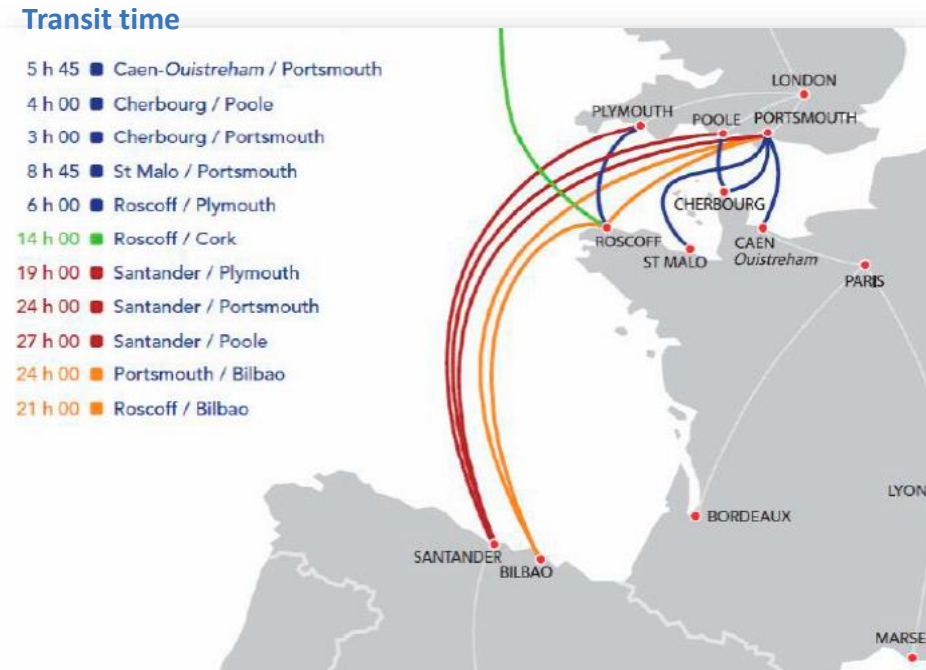 Transit time
5 h 45 Caen-Ouistreham / Portsmouth
4 h 00 Cherbourg / Poole
3 h 00 Cherbourg / Portsmouth
8 h 45 St Malo / Portsmouth
6 h 00 Roscoff / Plymouth
14 h 00 Roscoff / Cork
19 h 00 Santander / Plymouth
24 h 00 Santander / Portsmouth
27 h 00 Santander / Poole
24 h 00 Portsmouth / Bilbao
21 h 00 Roscoff / Bilbao
LONDON
PLYMOUTH
POOLE
PORTSMOUTH
CHERBOURG
ROSCOFF
ST MALO
CAEN
Ouistreham
PARIS
LYON
BORDEAUX
SANTANDER
BILBAO
MARSE